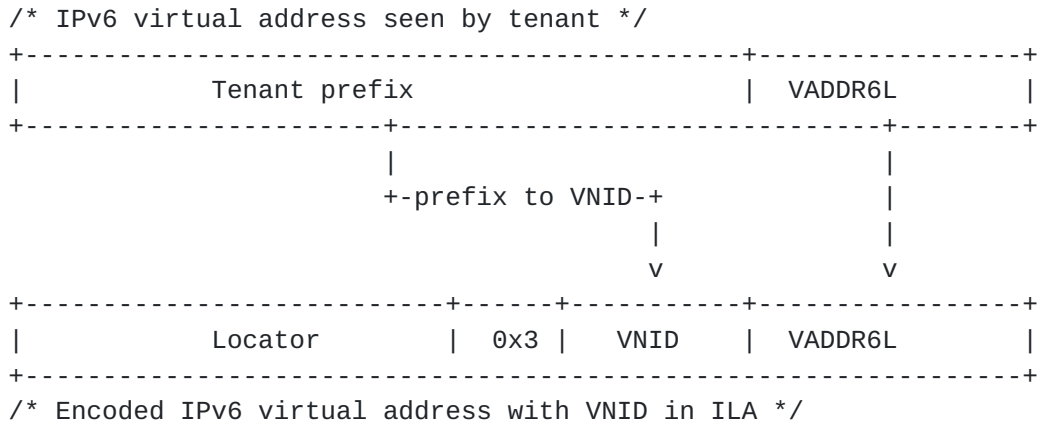 /* IPv6 virtual address seen by tenant */
+-------------------------------------------+----------------+
|            Tenant prefix                    |  VADDR6L       |
+---------------------+----------------------------+--------+
                      |                             |
                      +-prefix to VNID-+             |
                                      |             |
                                      v             v
+-------------------------+------+-----------+----------------+
|            Locator        |  0x3 |   VNID    |  VADDR6L       |
+------------------------------------------------------------+
/* Encoded IPv6 virtual address with VNID in ILA */